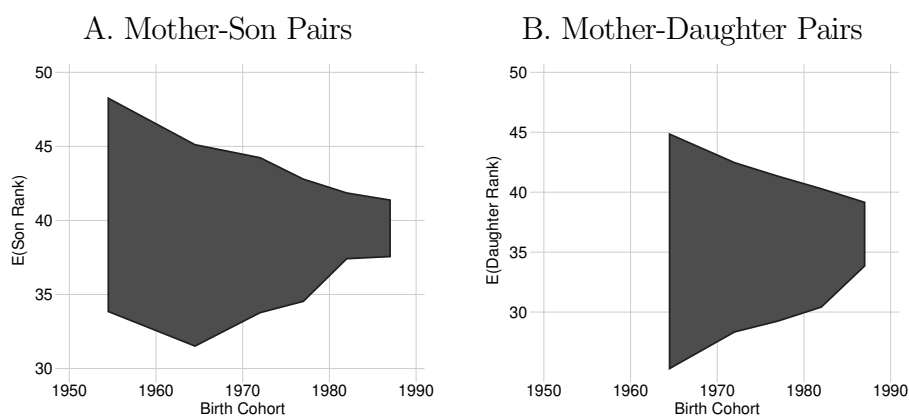 A. Mother-Son Pairs
50
45
40
35
30
E(Son Rank)
1950 1960 1970 1980 1990
Birth Cohort
B. Mother-Daughter Pairs
50
45
40
35
30
E(Daughter Rank)
1950 1960 1970 1980 1990
Birth Cohort